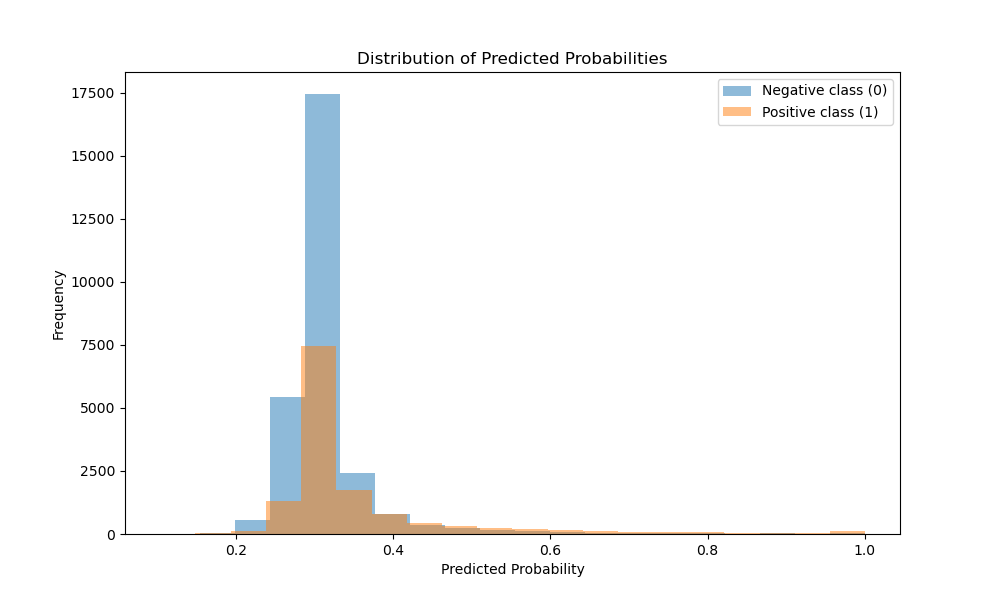 Distribution of Predicted Probabilities
Negative class (0)
Positive class (1)
17500
15000
12500
10000
7500
5000
2500
0
Frequency
0.2 0.4 0.6 0.8 1.0
Predicted Probability